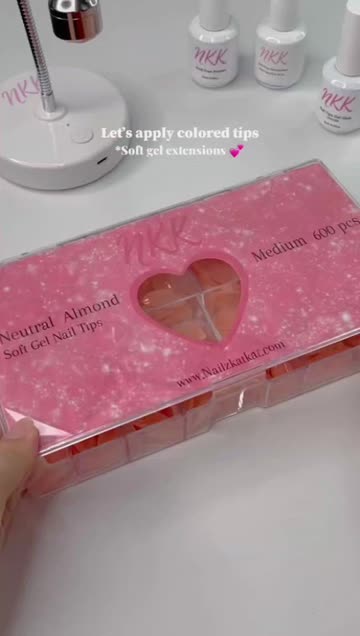 NKK
NKK
NKK
Let's apply colored tips
*Soft gel extensions 💕
NKK
Medium 600 pcs
Neutral Almond
Soft Gel Nail Tips
www.Nailzkatkaz.com